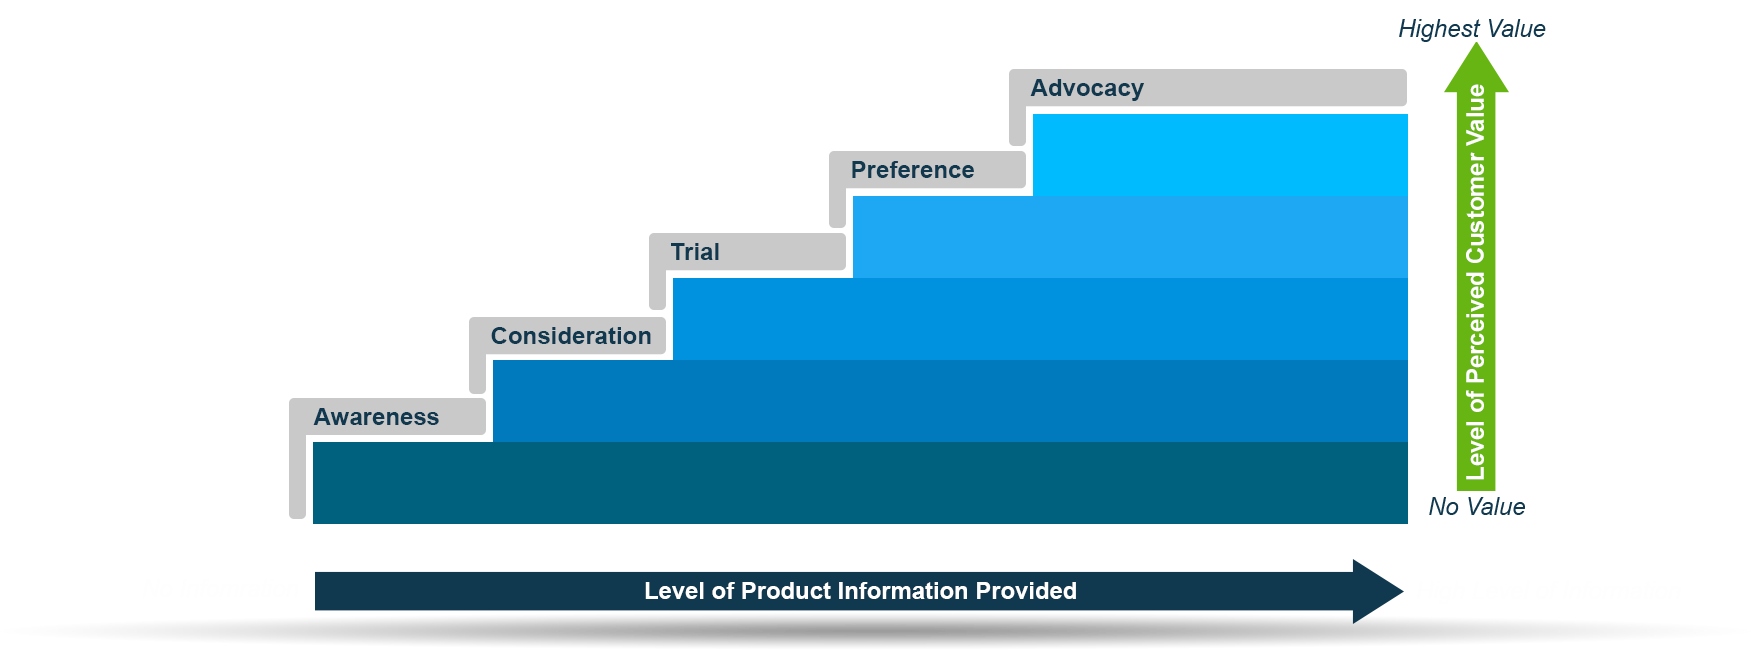 Highest Value
Advocacy
Preference
Trial
Consideration
Awareness
Level of Perceived Customer Value
No Value
Level of Product Information Provided